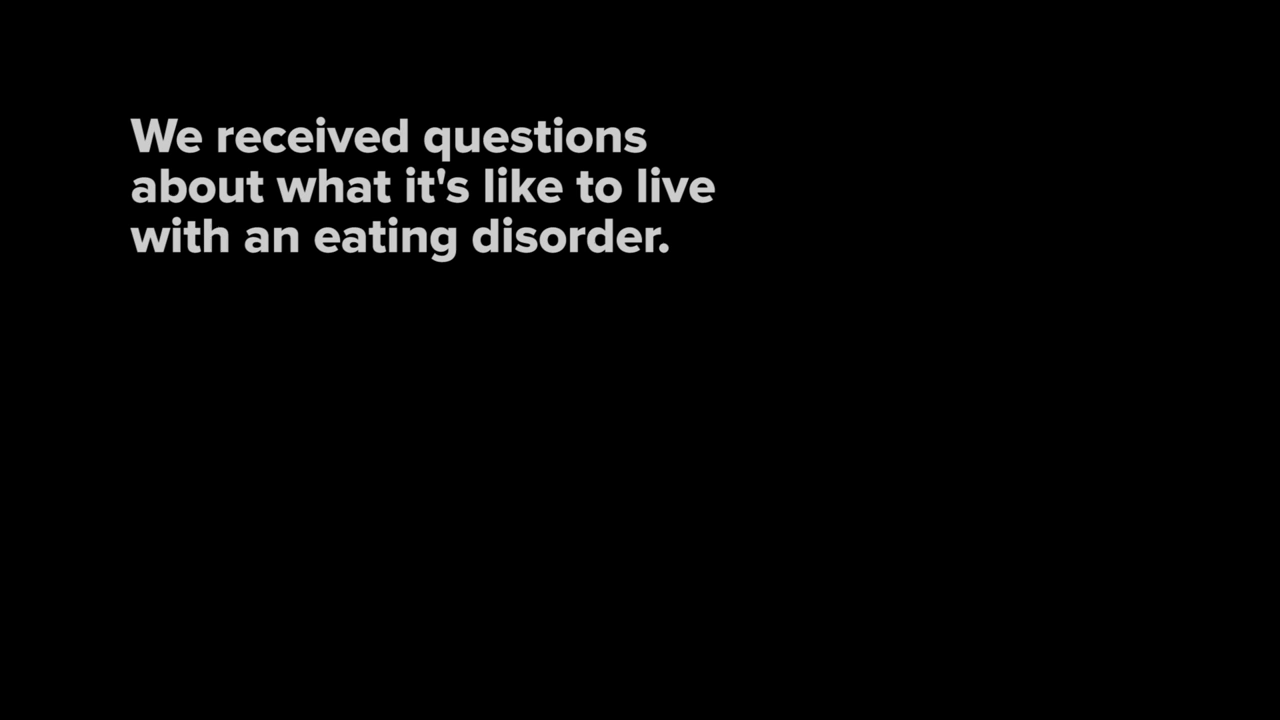 We received questions
about what it's like to live
with an eating disorder.